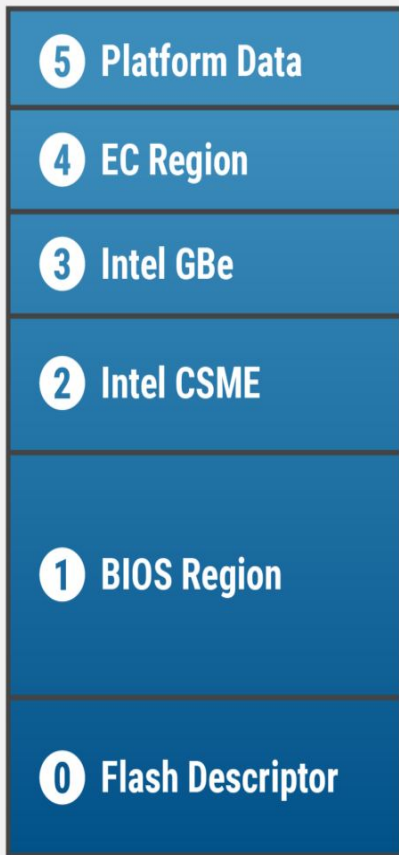 5 Platform Data
4 EC Region
3 Intel GBe
2 Intel CSME
1 BIOS Region
0 Flash Descriptor